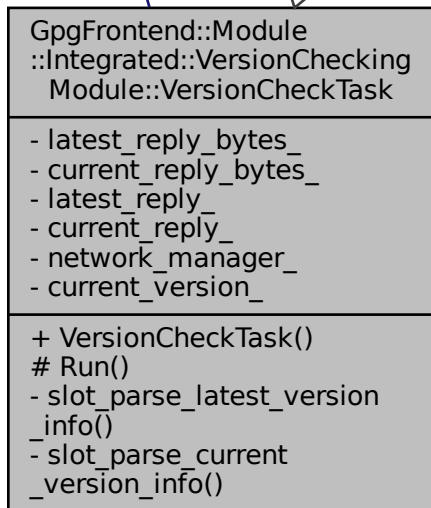 GpgFrontend::Module
::Integrated::VersionChecking
Module::VersionCheckTask
- latest_reply_bytes_
- current_reply_bytes_
- latest_reply_
- current_reply_
- network_manager_
- current_version_
+ VersionCheckTask()
# Run()
- slot_parse_latest_version
_info()
- slot_parse_current
_version_info()